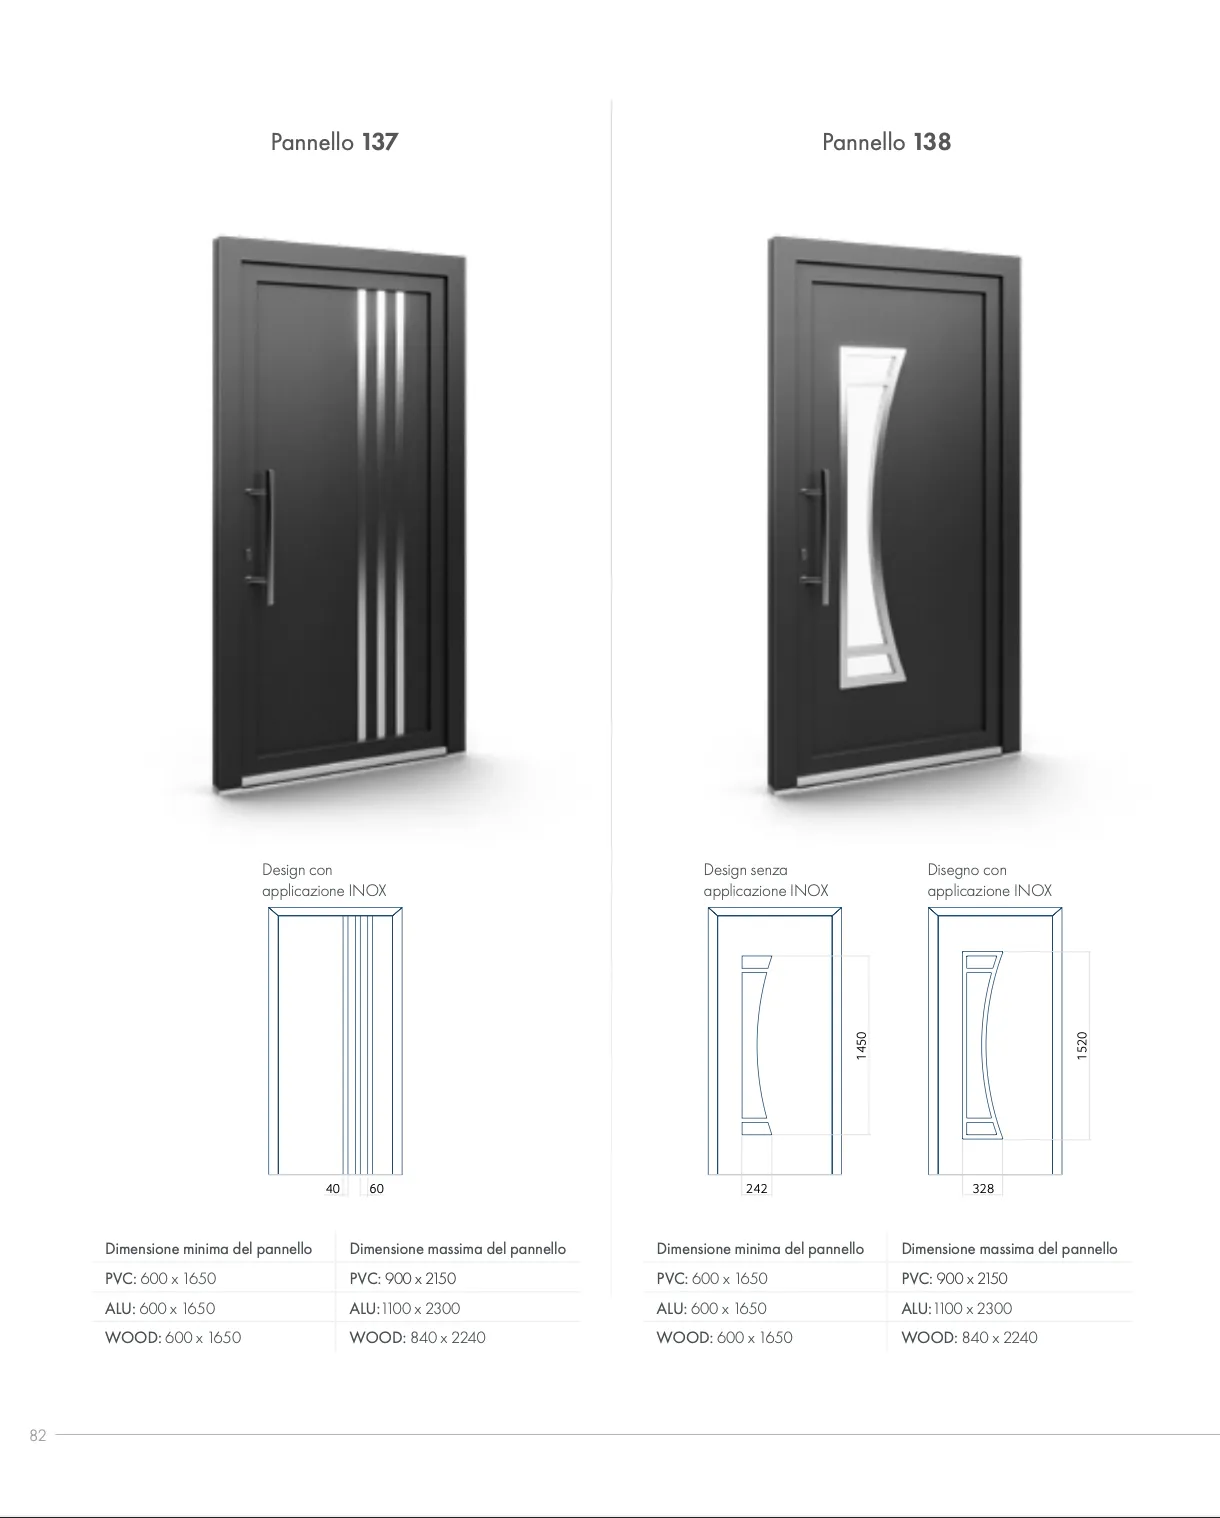 Pannello 137
Design con
applicazione INOX
40
60
Dimensione minima del pannello
Dimensione massima del pannello
PVC: 600 x 1650
PVC: 900 x 2150
ALU: 600 x 1650
ALU:1100 x 2300
WOOD: 600 x 1650
WOOD: 840 x 2240
Pannello 138
Design senza
applicazione INOX
1450
242
Disegno con
applicazione INOX
1520
328
Dimensione minima del pannello
Dimensione massima del pannello
PVC: 600 x 1650
PVC: 900 x 2150
ALU: 600 x 1650
ALU:1100 x 2300
WOOD: 600 x 1650
WOOD: 840 x 2240
82